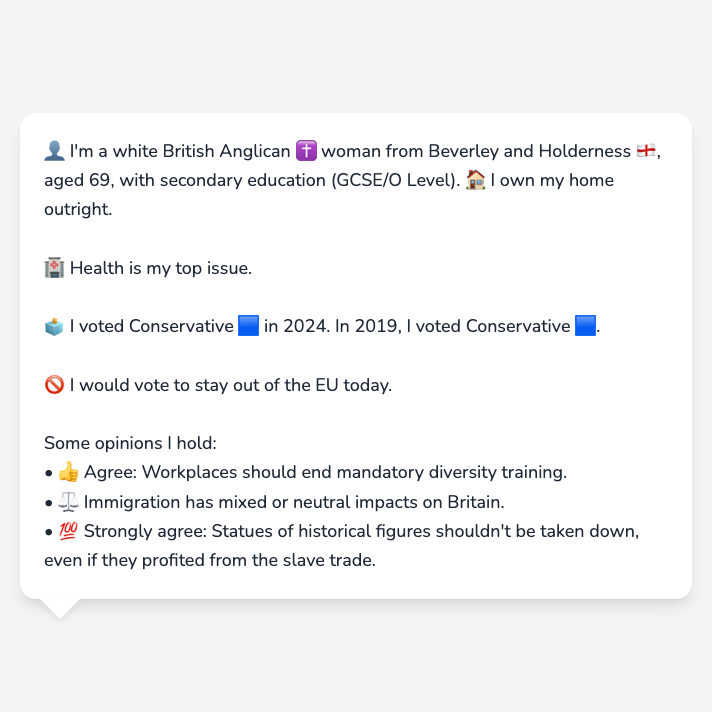 👤 I'm a white British Anglican ✝️ woman from Beverley and Holderness 🏴󠁧󠁢󠁥󠁮󠁧󠁿,
aged 69, with secondary education (GCSE/O Level). 🏠 I own my home
outright.
🏥 Health is my top issue.
🗳️ I voted Conservative 🟦 in 2024. In 2019, I voted Conservative 🟦.
🚫 I would vote to stay out of the EU today.
Some opinions I hold:
• 👍 Agree: Workplaces should end mandatory diversity training.
• ⚖️ Immigration has mixed or neutral impacts on Britain.
• 💯 Strongly agree: Statues of historical figures shouldn't be taken down,
even if they profited from the slave trade.